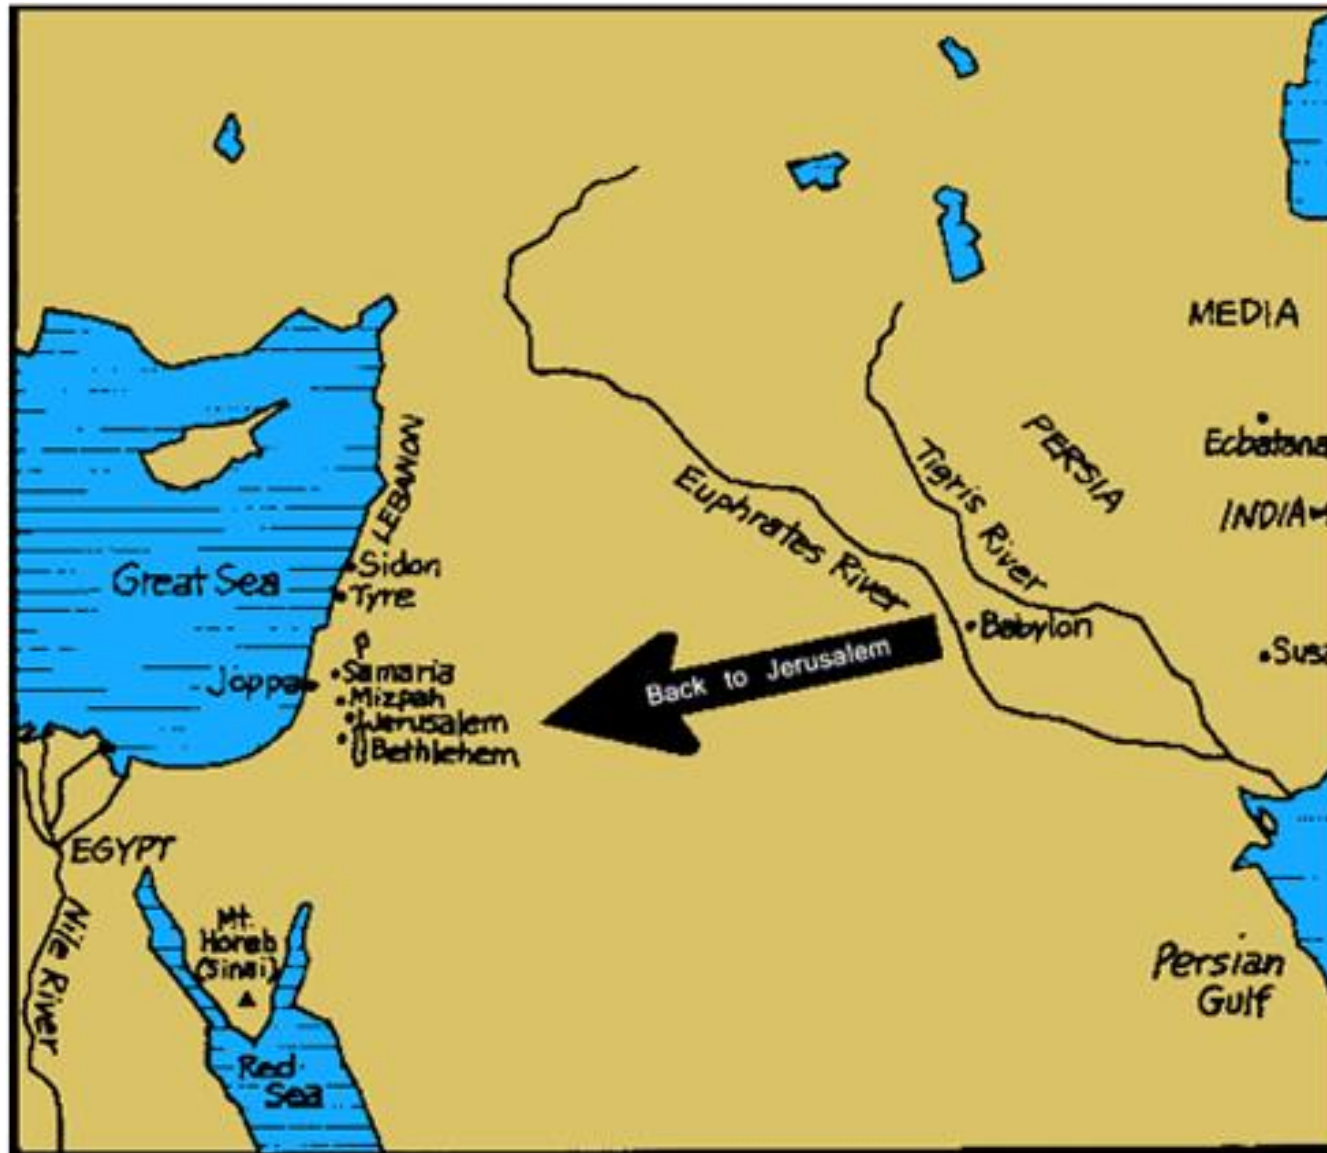 MEDIA
PERSIA
Ecbatana
INDIA
LEBANON
Tigris River
Euphrates River
Sidon
Great Sea
Tyre
Babylon
Back to Jerusalem
Samaria
Joppa
Mizpah
Jerusalem
Bethlehem
EGYPT
Nile River
Mt.
Horeb
(Sinai)
Persian
Gulf
Red
Sea
Susa